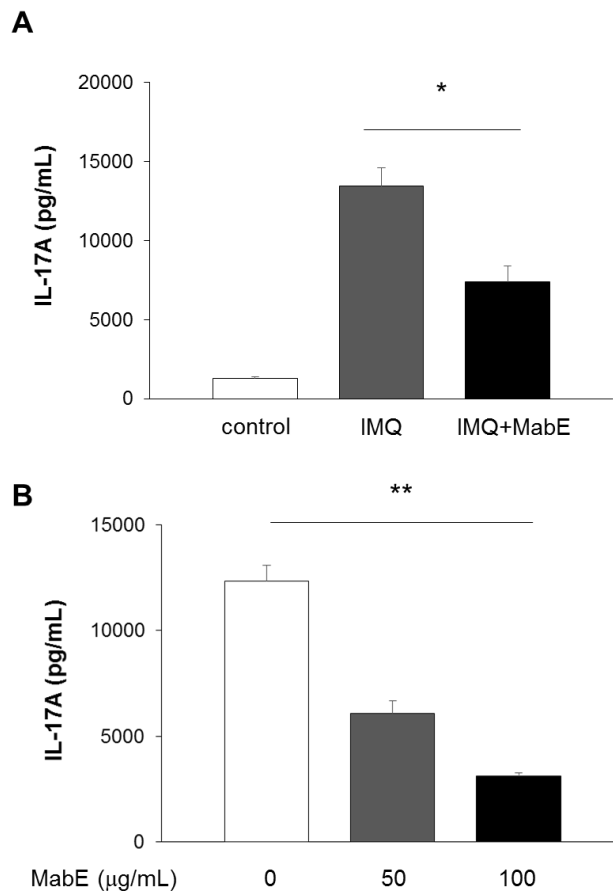 A
20000
15000
10000
5000
0
IL-17A (pg/mL)
*
control IMQ IMQ+MabE
B
15000
10000
5000
0
IL-17A (pg/mL)
**
MabE (μg/mL) 0 50 100